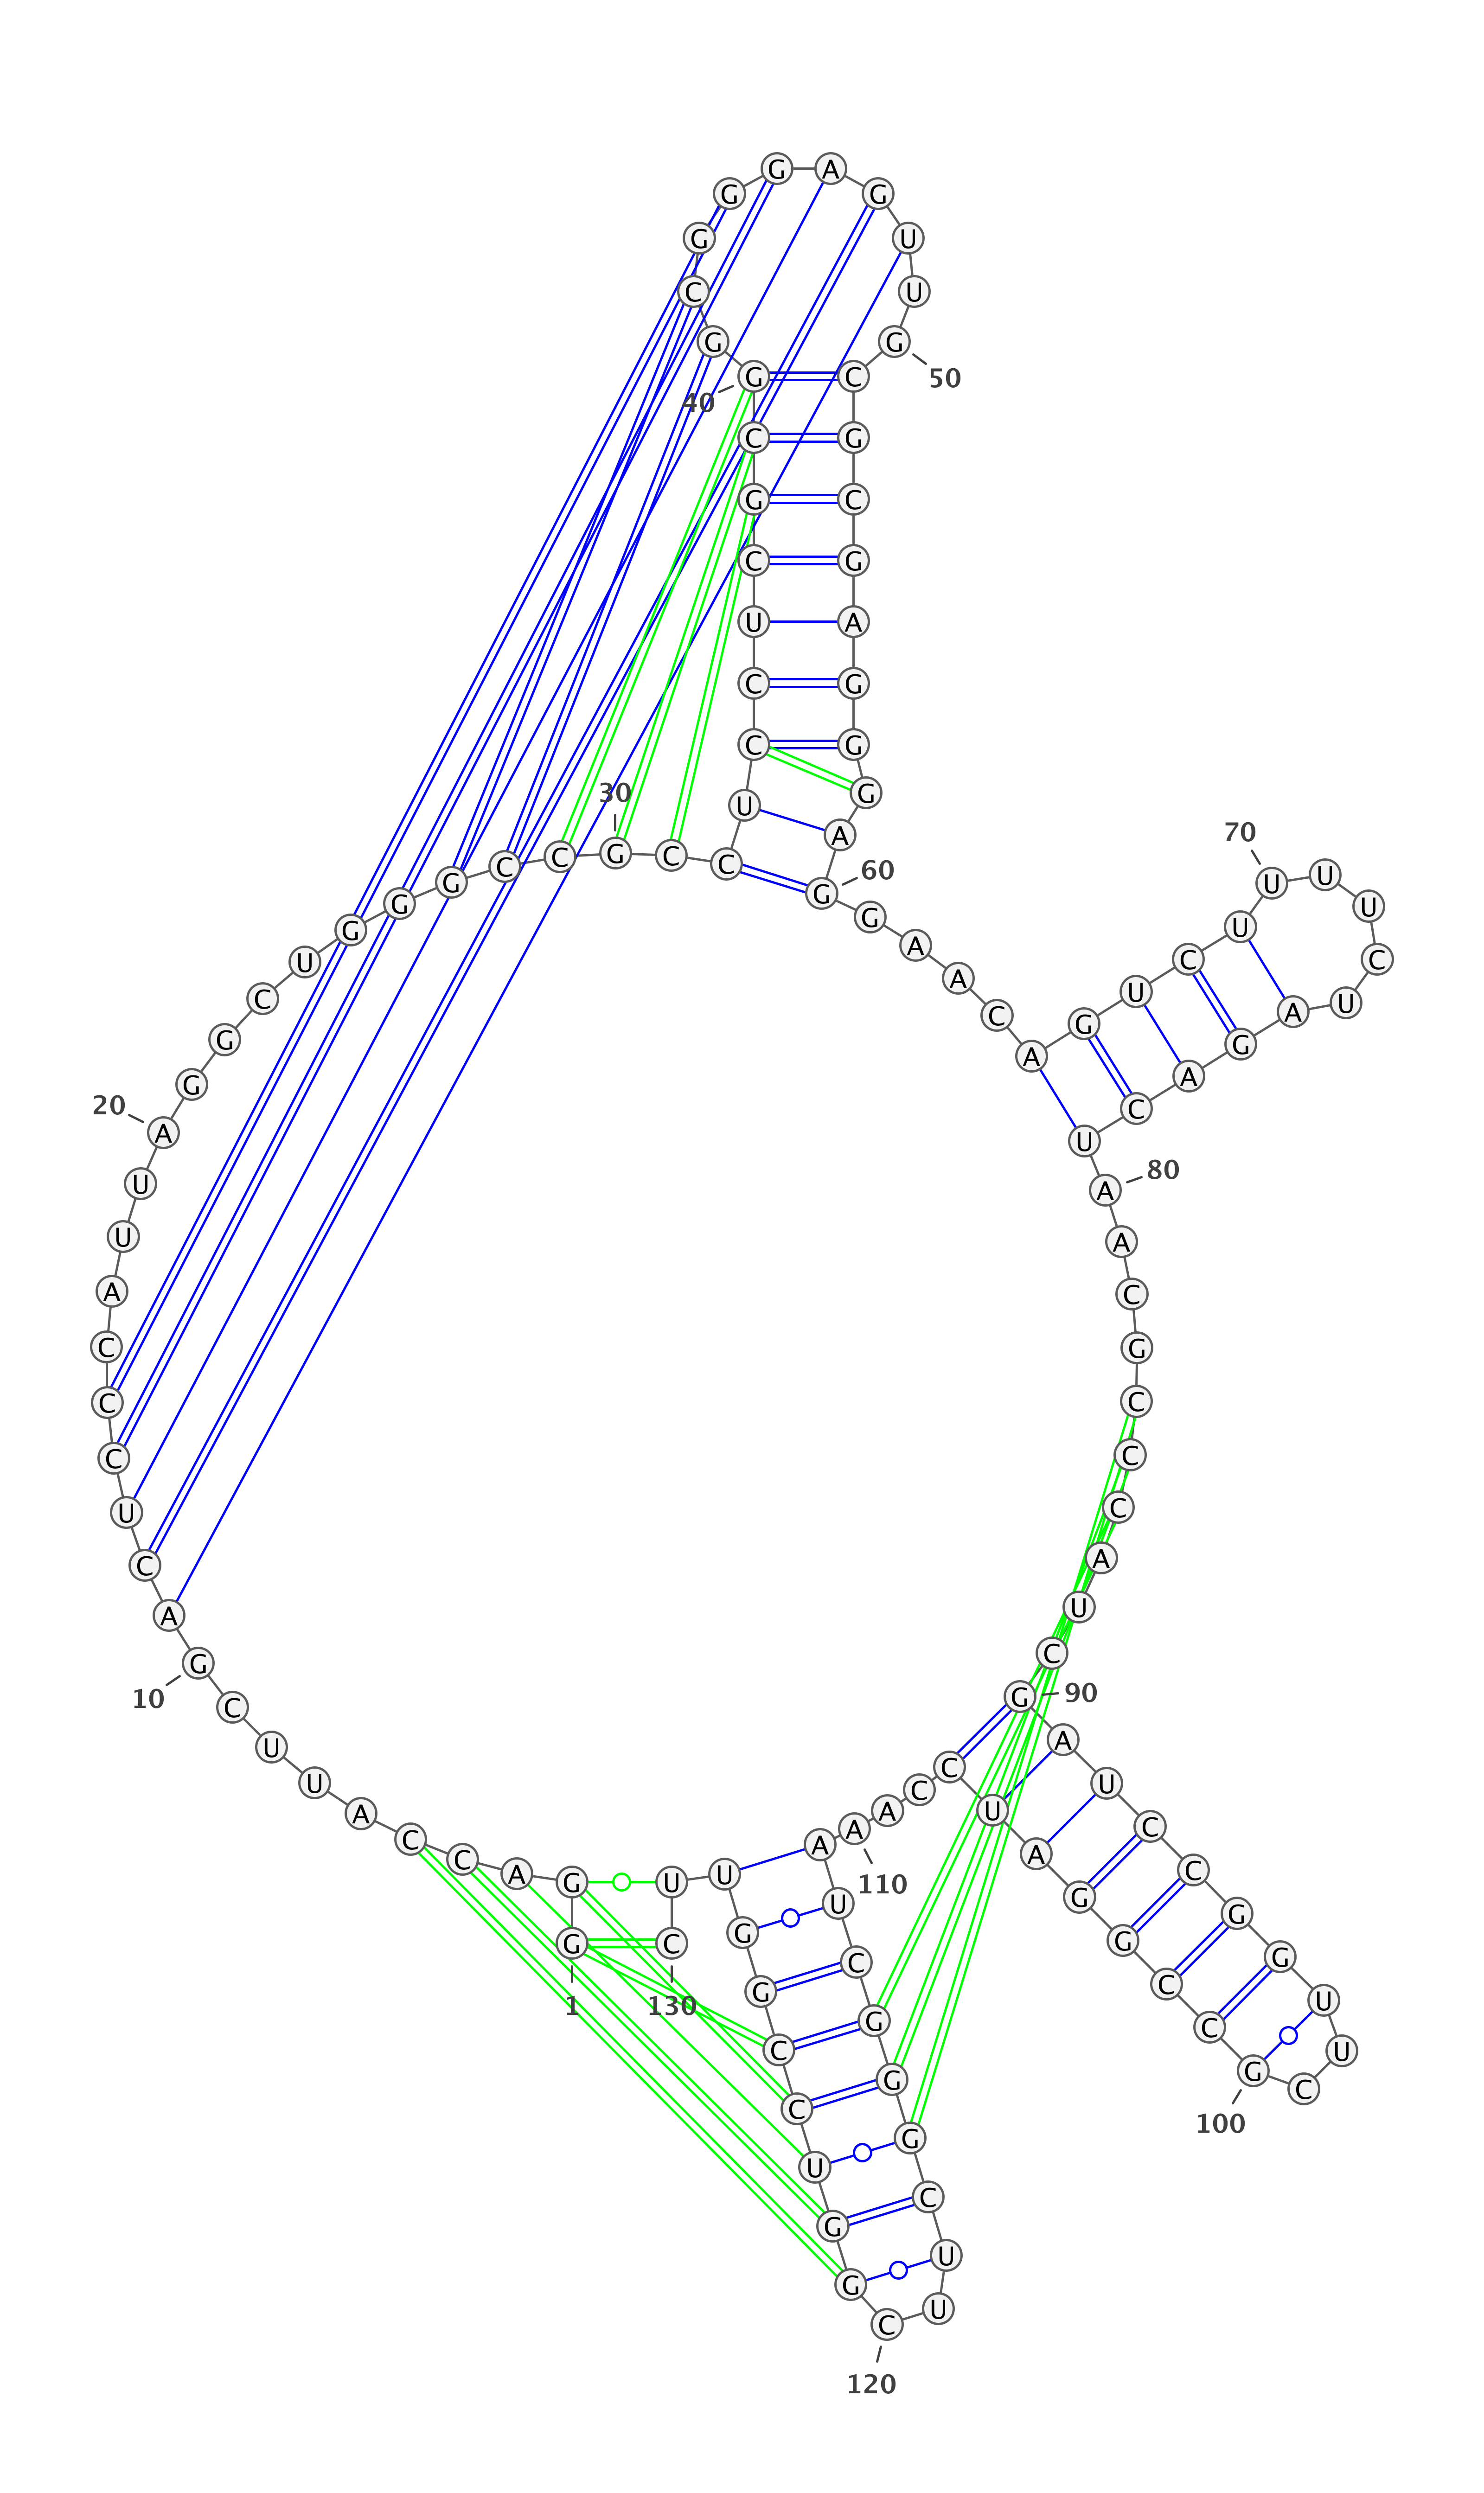 1
G G A C C A U U C G
10
A C U C C C A U U A
20
G G C U G G G C C G
30
C C U C C U C G C G
40
G C G G G A G U U G
50
C G C G A G G G A G
60
G A A C A G U C U U
70
U U C U A G A C U A
80
A C G C C C A U C G
90
A U C C G G U U C G
100
C C G G A U C C A A
110
A U C G G G C U U C
120
G G U C C G G U U C
130